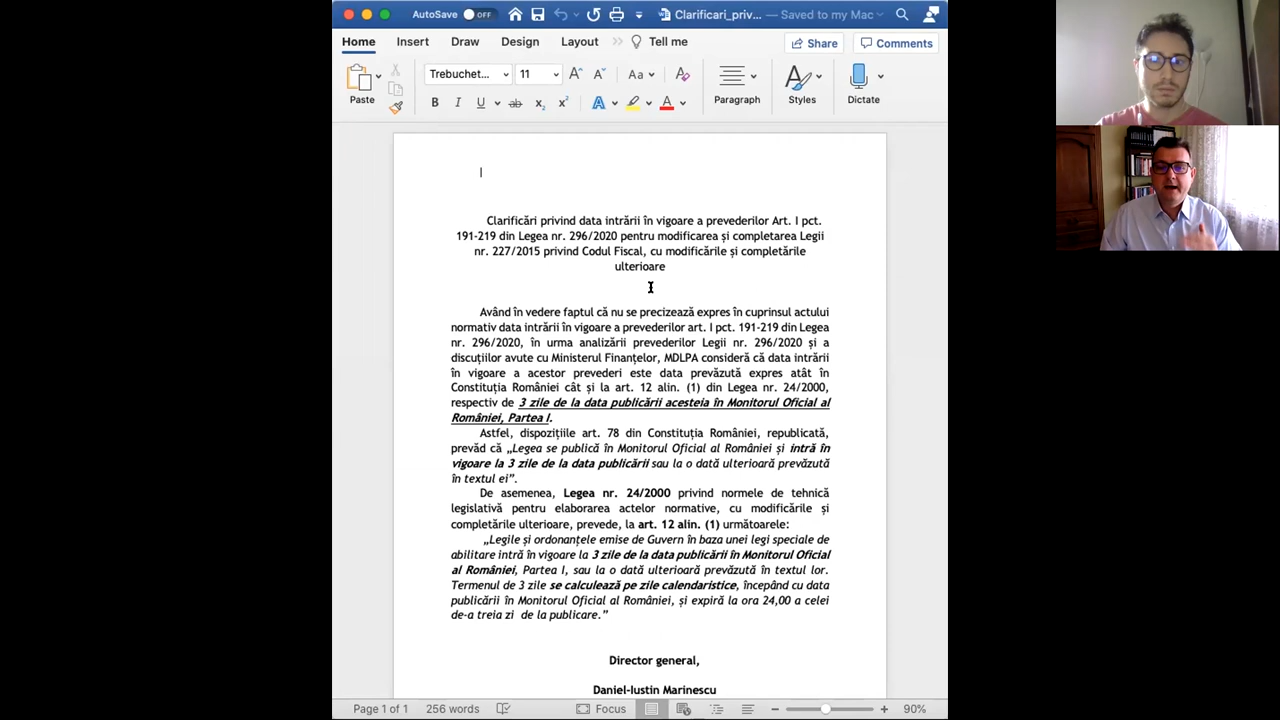 AutoSave OFF
Clarificari_priv... — Saved to my Mac
Home Insert Draw Design Layout Tell me
Share Comments
Paste
Trebuchet... 11
Aa
Paragraph
Styles
Dictate
Clarificări privind data intrării în vigoare a prevederilor Art. I pct.
191-219 din Legea nr. 296/2020 pentru modificarea și completarea Legii
nr. 227/2015 privind Codul Fiscal, cu modificările și completările
ulterioare
Având în vedere faptul că nu se precizează expres în cuprinsul actului
normativ data intrării în vigoare a prevederilor art. I pct. 191-219 din Legea
nr. 296/2020, în urma analizării prevederilor Legii nr. 296/2020 și a
discuțiilor avute cu Ministerul Finanțelor, MDLPA consideră că data intrării
în vigoare a acestor prevederi este data prevăzută expres atât în
Constituția României cât și la art. 12 alin. (1) din Legea nr. 24/2000,
respectiv de 3 zile de la data publicării acesteia în Monitorul Oficial al
României, Partea I.
Astfel, dispozițiile art. 78 din Constituția României, republicată,
prevăd că „Legea se publică în Monitorul Oficial al României și intră în
vigoare la 3 zile de la data publicării sau la o dată ulterioară prevăzută
în textul ei”.
De asemenea, Legea nr. 24/2000 privind normele de tehnică
legislativă pentru elaborarea actelor normative, cu modificările și
completările ulterioare, prevede, la art. 12 alin. (1) următoarele:
„Legile și ordonanțele emise de Guvern în baza unei legi speciale de
abilitare intră în vigoare la 3 zile de la data publicării în Monitorul Oficial
al României, Partea I, sau la o dată ulterioară prevăzută în textul lor.
Termenul de 3 zile se calculează pe zile calendaristice, începând cu data
publicării în Monitorul Oficial al României, și expiră la ora 24,00 a celei
de-a treia zi de la publicare.”
Director general,
Daniel-Iustin Marinescu
Page 1 of 1 256 words Focus 90%